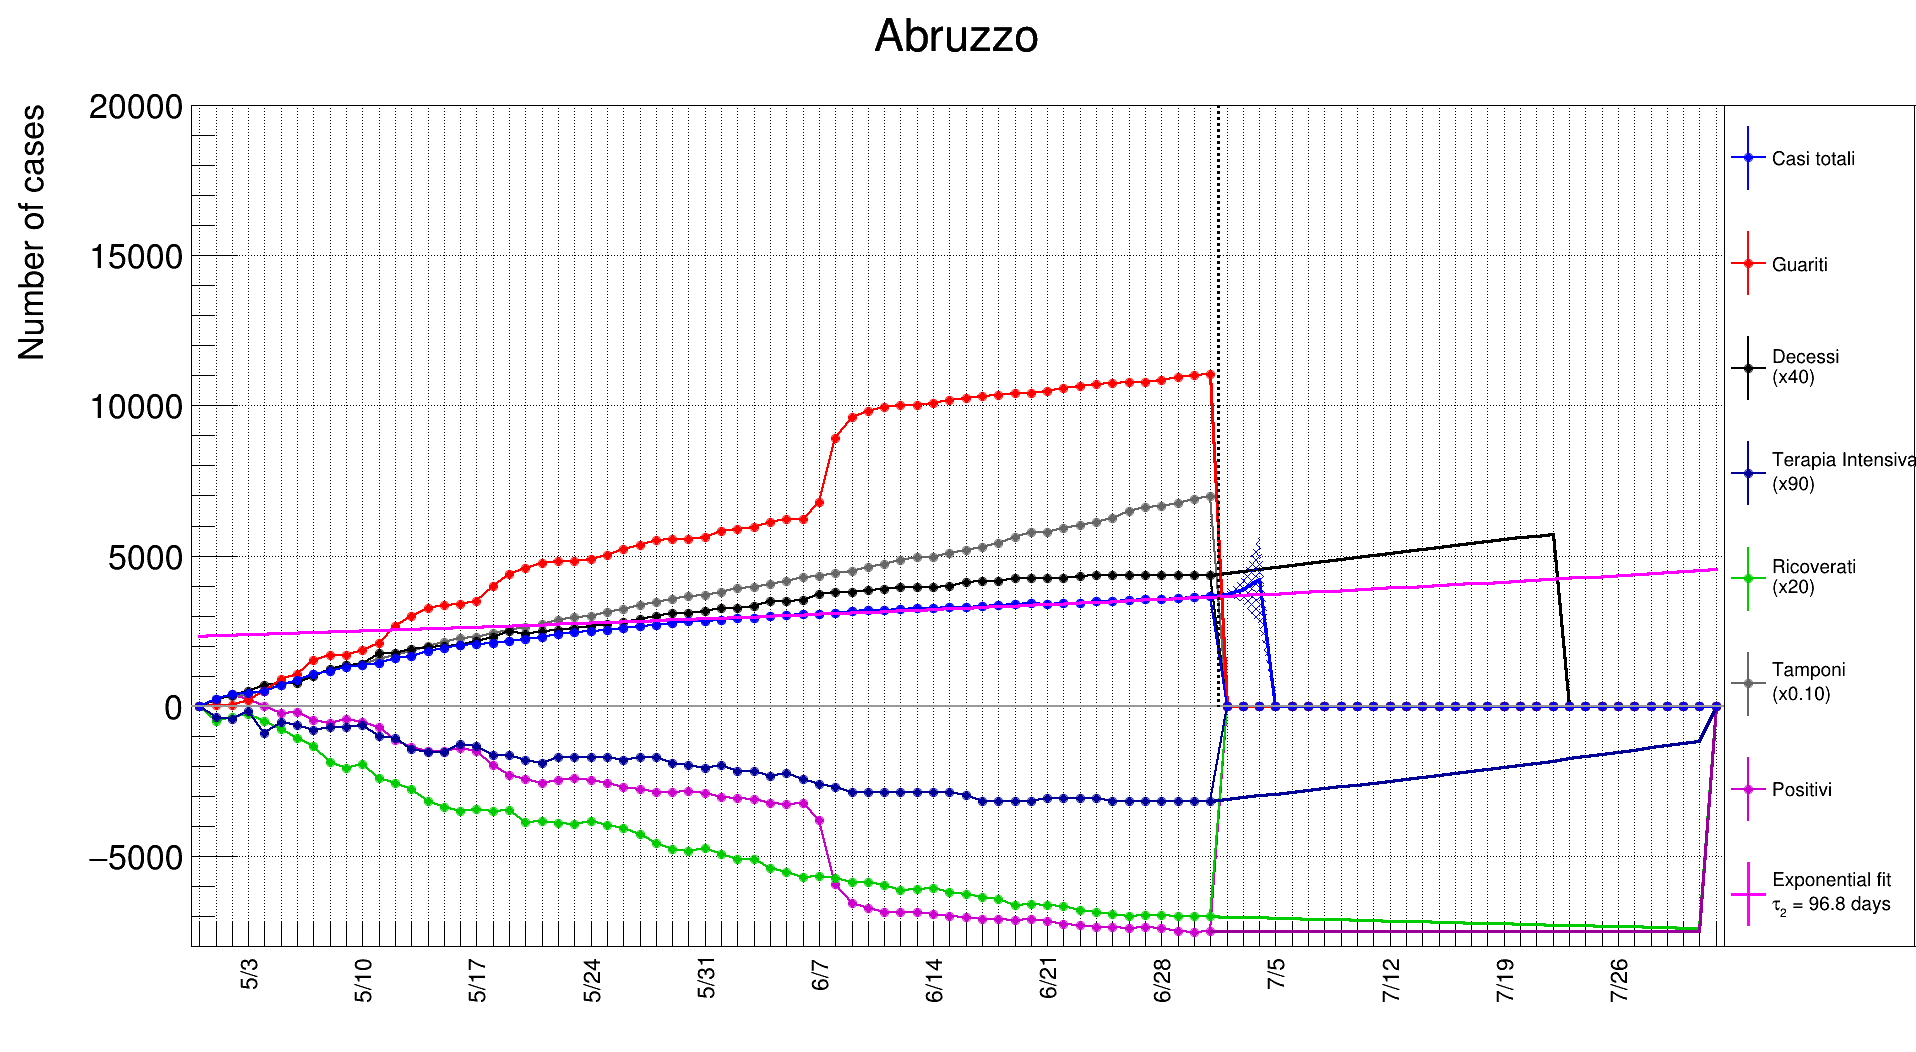 Abruzzo
Number of cases
20000
15000
10000
5000
0
−5000
5/3
5/10
5/17
5/24
5/31
6/7
6/14
6/21
6/28
7/5
7/12
7/19
7/26
Casi totali
Guariti
Decessi
(x40)
Terapia Intensiva
(x90)
Ricoverati
(x20)
Tamponi
(x0.10)
Positivi
Exponential fit
τ₂ = 96.8 days